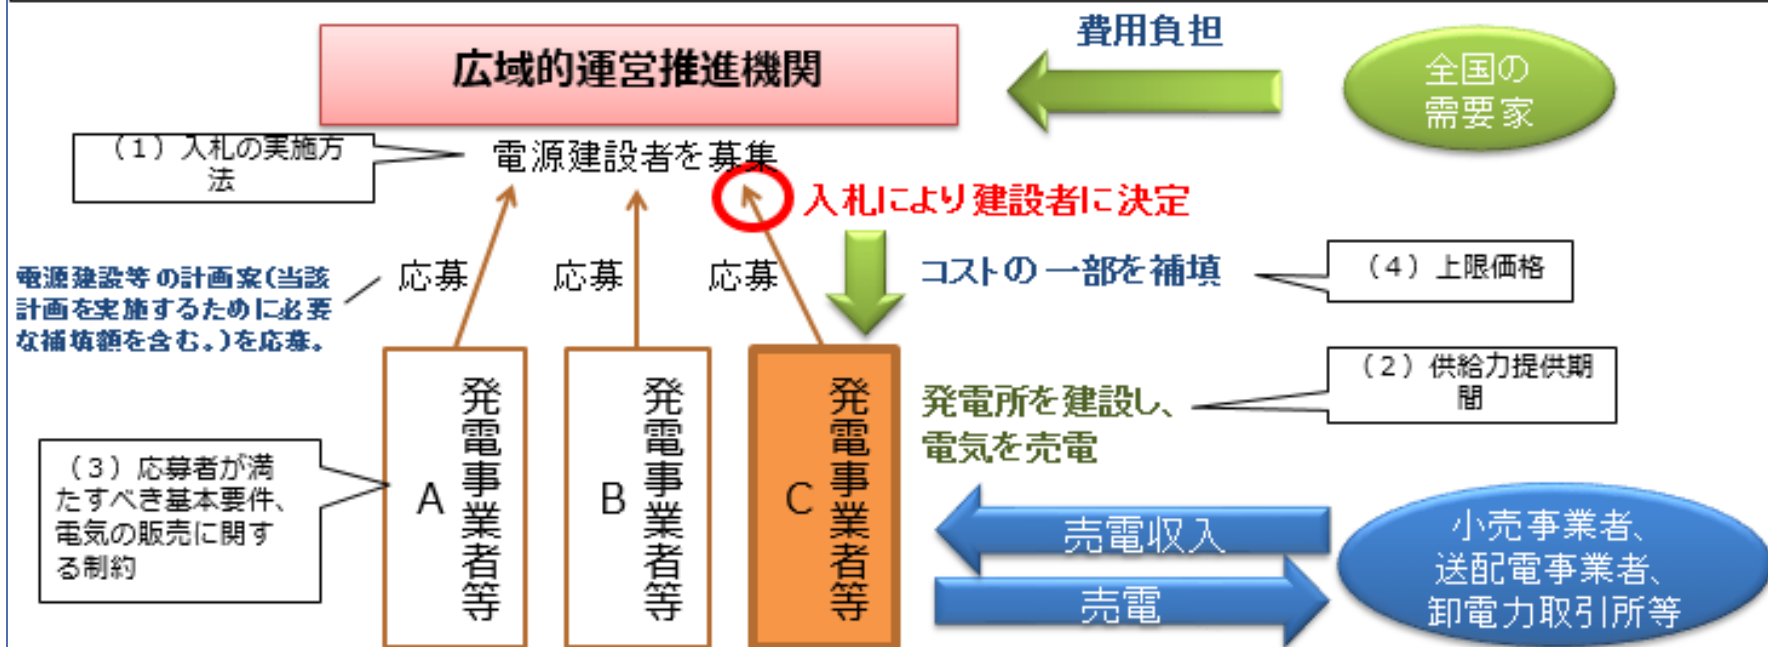 費用負担
広域的運営推進機関
全国の
需要家
（１）入札の実施方
法
電源建設者を募集
入札により建設者に決定
電源建設等の計画案（当該
計画を実施するために必要
な補填額を含む。）を応募。
応募
応募
応募
コストの一部を補填
（４）上限価格
（２）供給力提供期
間
発電所を建設し、
電気を売電
（３）応募者が満
たすべき基本要件、
電気の販売に関す
る制約
A
発電事業者等
B
発電事業者等
C
発電事業者等
売電収入
売電
小売事業者、
送配電事業者、
卸電力取引所等